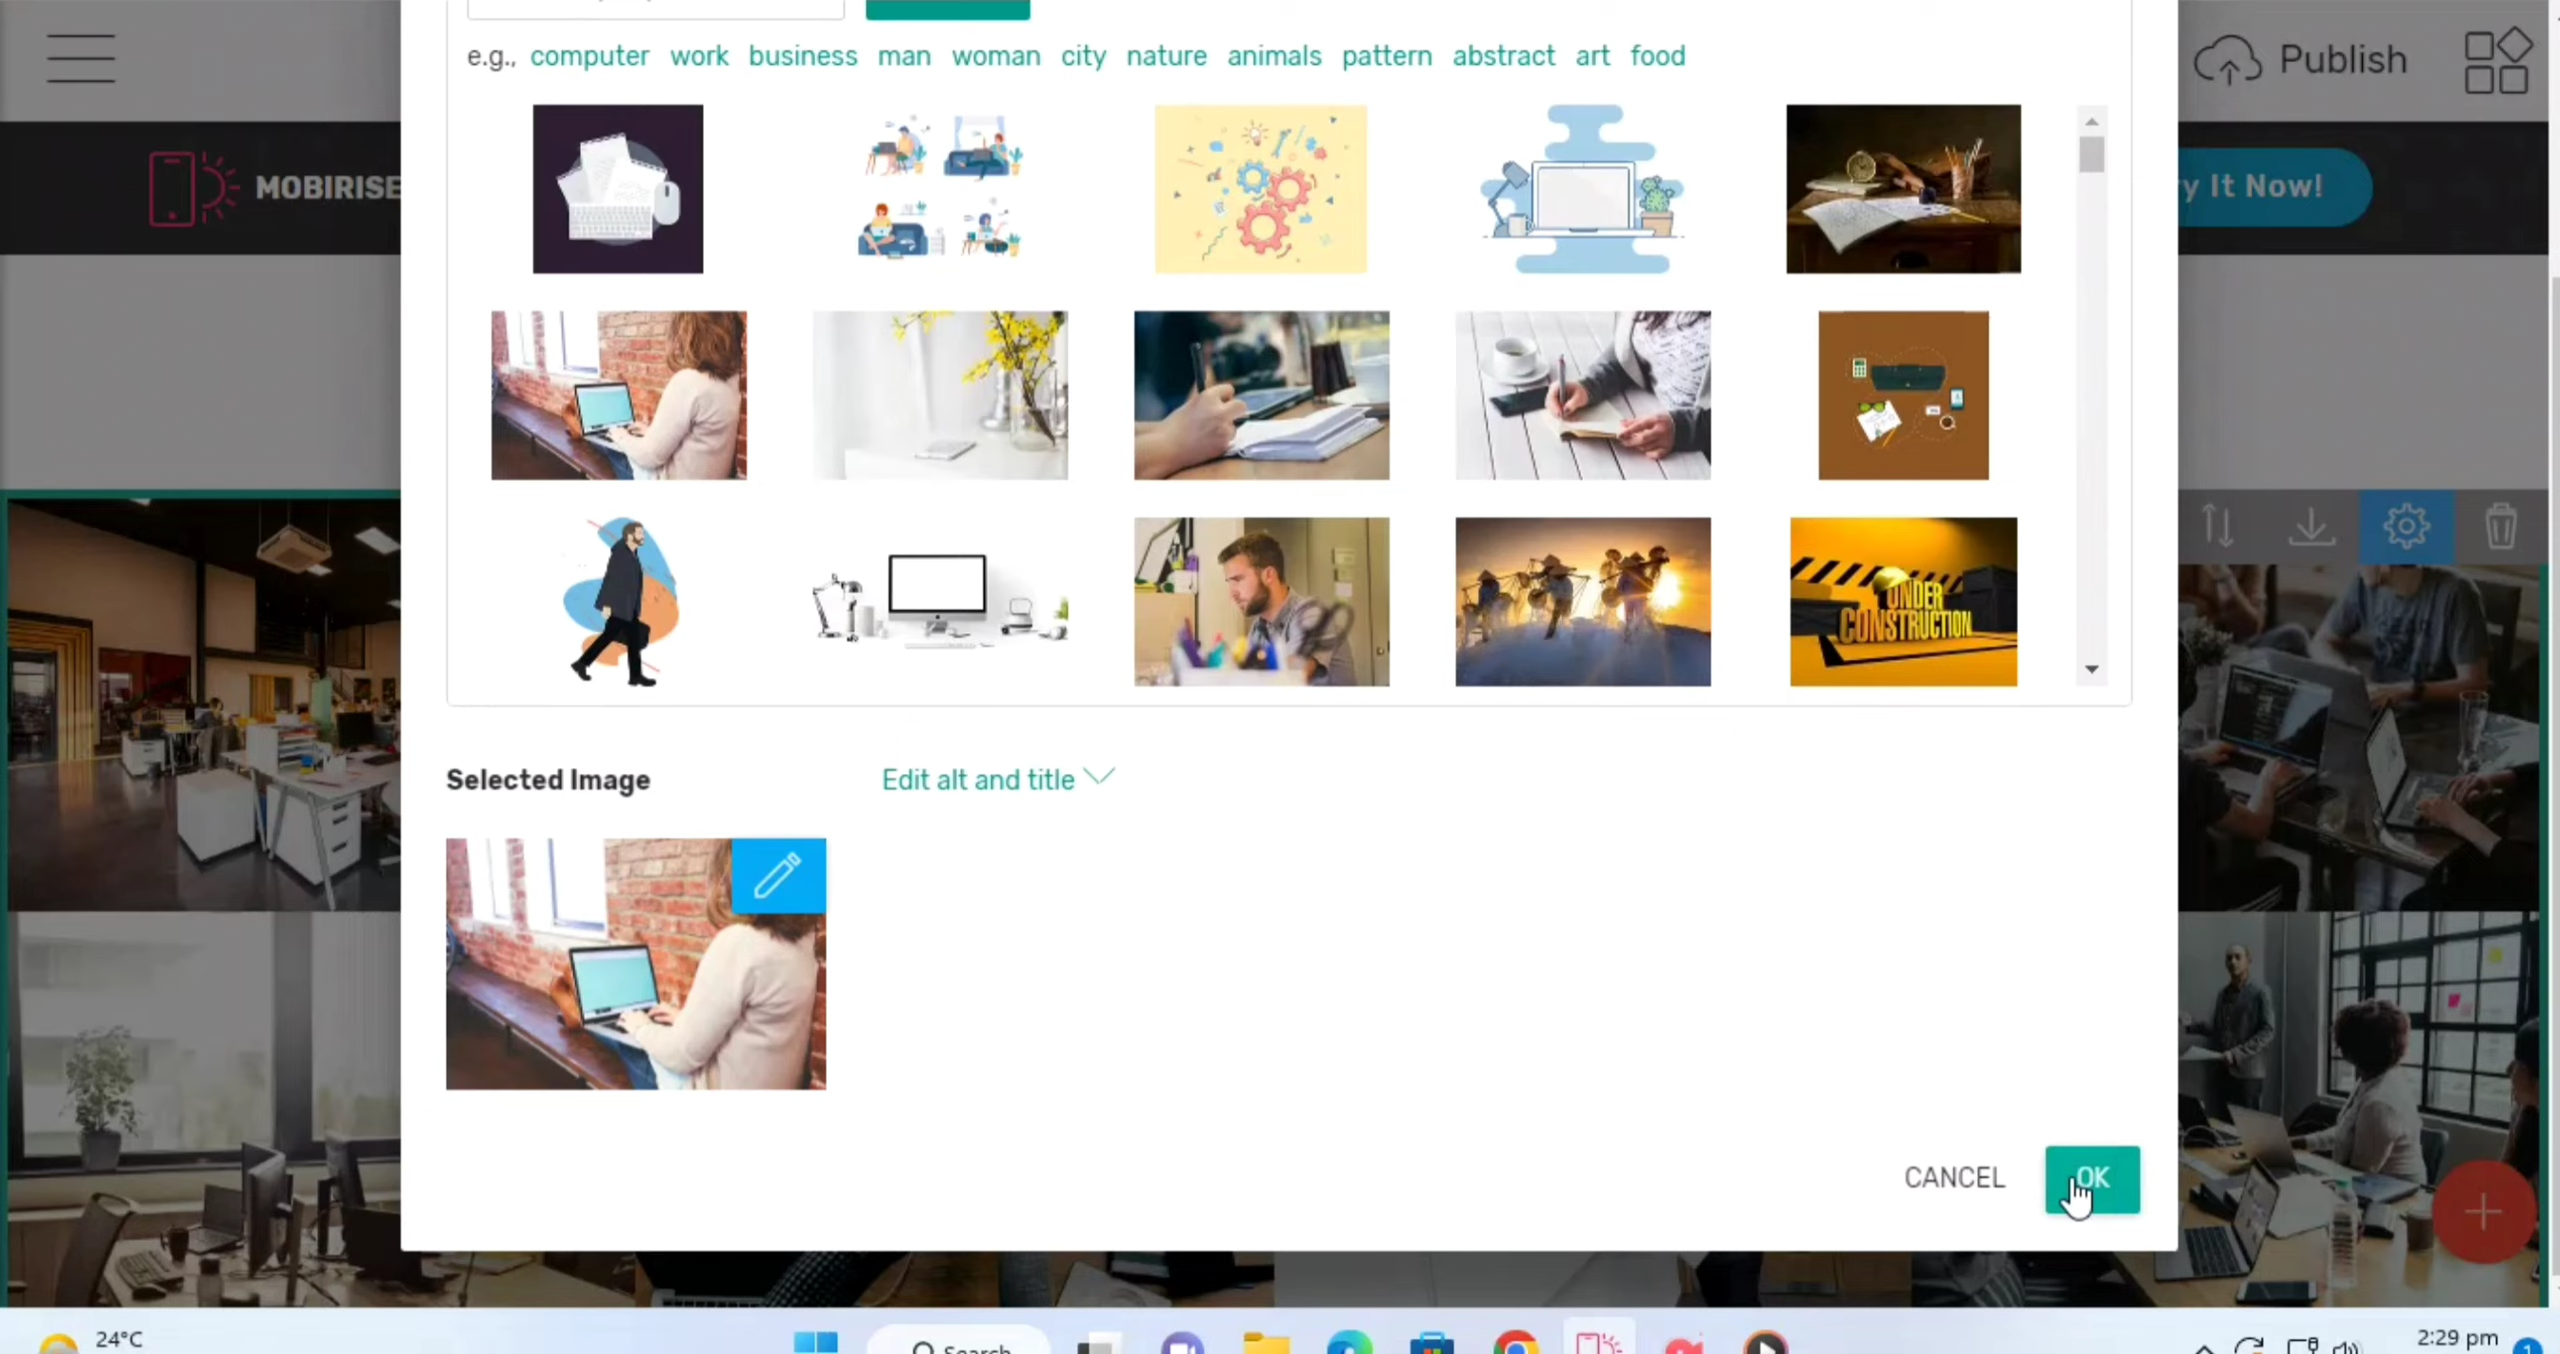 e.g., computer work business man woman city nature animals pattern abstract art food
Publish
MOBIRISE
y It Now!
UNDER
CONSTRUCTION
Selected Image
Edit alt and title
CANCEL
OK
24°C
Search
2:29 pm
1